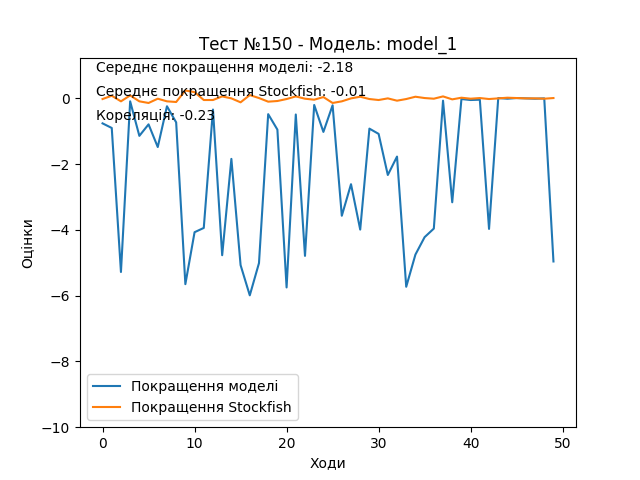 Тест №150 - Модель: model_1
Середнє покращення моделі: -2.18
Середнє покращення Stockfish: -0.01
Кореляція: -0.23
0
−2
−4
−6
−8
−10
Оцінки
Покращення моделі
Покращення Stockfish
0 10 20 30 40 50
Ходи